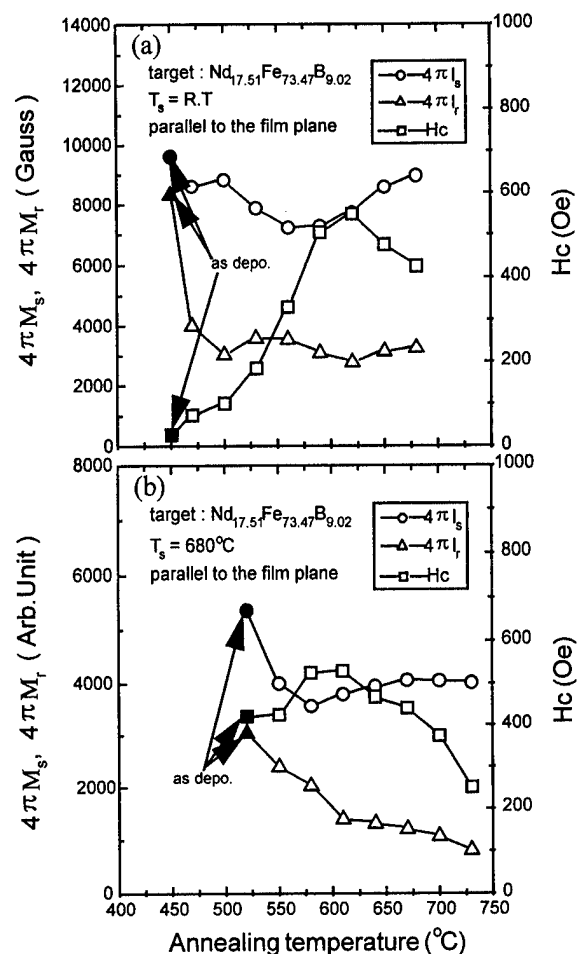 (a)
target : Nd17.51Fe73.47B9.02
Ts = R.T
parallel to the film plane
4πIs
4πIr
Hc
as depo.
14000
12000
10000
8000
6000
4000
2000
0
4πMs, 4πMr ( Gauss)
1000
800
600
400
200
0
Hc (Oe)
(b)
target : Nd17.51Fe73.47B9.02
Ts = 680°C
parallel to the film plane
4πIs
4πIr
Hc
as depo.
8000
6000
4000
2000
0
4πMs, 4πMr ( Arb.Unit)
1000
800
600
400
200
0
Hc (Oe)
400 450 500 550 600 650 700 750
Annealing temperature (°C)